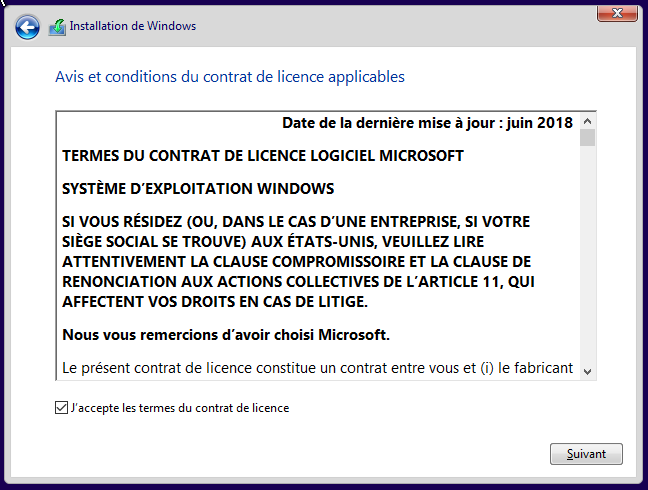 Installation de Windows
Avis et conditions du contrat de licence applicables
Date de la dernière mise à jour : juin 2018
TERMES DU CONTRAT DE LICENCE LOGICIEL MICROSOFT
SYSTÈME D’EXPLOITATION WINDOWS
SI VOUS RÉSIDEZ (OU, DANS LE CAS D’UNE ENTREPRISE, SI VOTRE
SIÈGE SOCIAL SE TROUVE) AUX ÉTATS-UNIS, VEUILLEZ LIRE
ATTENTIVEMENT LA CLAUSE COMPROMISSOIRE ET LA CLAUSE DE
RENONCIATION AUX ACTIONS COLLECTIVES DE L’ARTICLE 11, QUI
AFFECTENT VOS DROITS EN CAS DE LITIGE.
Nous vous remercions d’avoir choisi Microsoft.
Le présent contrat de licence constitue un contrat entre vous et (i) le fabricant
J’accepte les termes du contrat de licence
Suivant